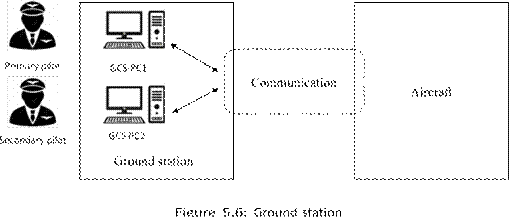 Primary pilot
GCS-PC1
Communication
Aircraft
Secondary pilot
GCS-PC2
Ground station
Figure 5.6: Ground station